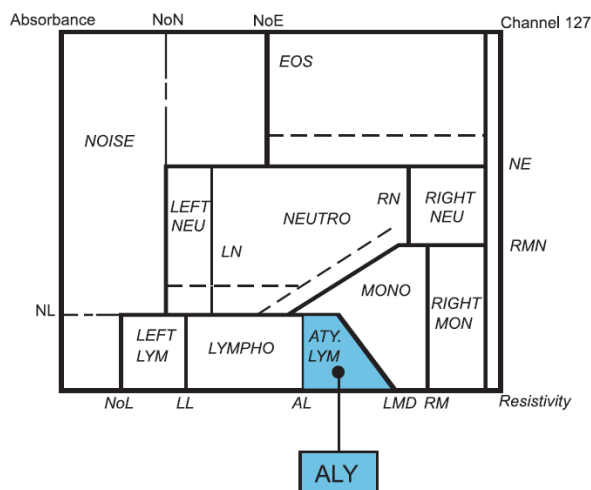 Absorbance NoN NoE Channel 127
EOS
NOISE
NE
LEFT
NEU
RN
RIGHT
NEU
NEUTRO
LN
RMN
MONO
NL
RIGHT
MON
LEFT
LYM
LYMPHO
ATY.
LYM
NoL LL AL LMD RM Resistivity
ALY